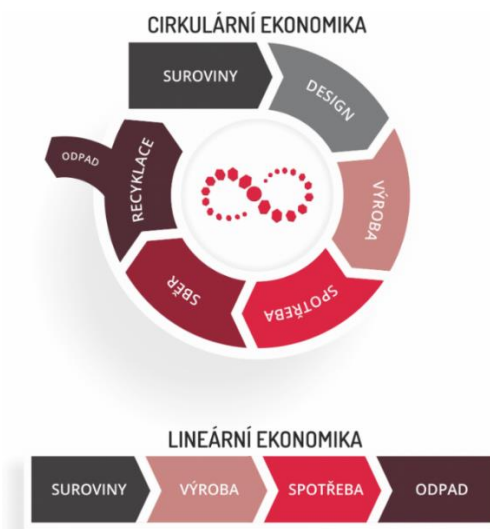 CIRKULÁRNÍ EKONOMIKA
SUROVINY
DESIGN
VÝROBA
SPOTŘEBA
SBĚR
RECYKLACE
ODPAD
LINEÁRNÍ EKONOMIKA
SUROVINY
VÝROBA
SPOTŘEBA
ODPAD